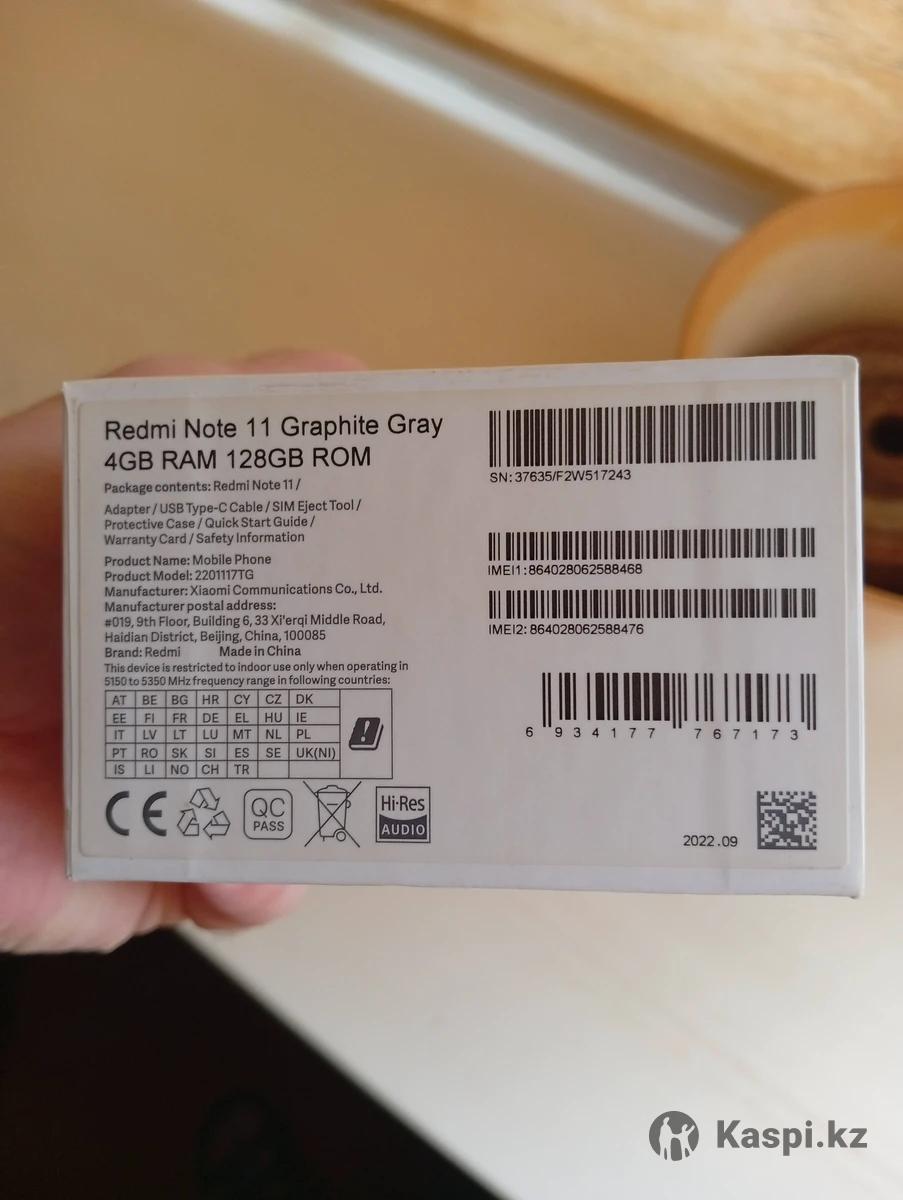 Redmi Note 11 Graphite Gray
4GB RAM 128GB ROM
Package contents: Redmi Note 11 /
Adapter / USB Type-C Cable / SIM Eject Tool /
Protective Case / Quick Start Guide /
Warranty Card / Safety Information
Product Name: Mobile Phone
Product Model: 2201117TG
Manufacturer: Xiaomi Communications Co., Ltd.
Manufacturer postal address:
#019, 9th Floor, Building 6, 33 Xi'erqi Middle Road,
Haidian District, Beijing, China, 100085
Brand: Redmi Made in China
This device is restricted to indoor use only when operating in
5150 to 5350 MHz frequency range in following countries:
AT BE BG HR CY CZ DK
EE FI FR DE EL HU IE
IT LV LT LU MT NL PL
PT RO SK SI ES SE UK(NI)
IS LI NO CH TR
CE
QC
PASS
Hi-Res
AUDIO
SN: 37635/F2W517243
IMEI1: 864028062588468
IMEI2: 864028062588476
6 934177 767173
2022.09
Kaspi.kz